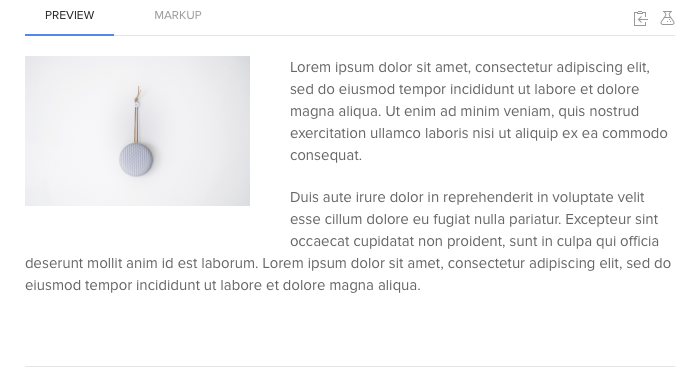 PREVIEW
MARKUP
Lorem ipsum dolor sit amet, consectetur adipiscing elit,
sed do eiusmod tempor incididunt ut labore et dolore
magna aliqua. Ut enim ad minim veniam, quis nostrud
exercitation ullamco laboris nisi ut aliquip ex ea commodo
consequat.
Duis aute irure dolor in reprehenderit in voluptate velit
esse cillum dolore eu fugiat nulla pariatur. Excepteur sint
occaecat cupidatat non proident, sunt in culpa qui officia
deserunt mollit anim id est laborum. Lorem ipsum dolor sit amet, consectetur adipiscing elit, sed do
eiusmod tempor incididunt ut labore et dolore magna aliqua.